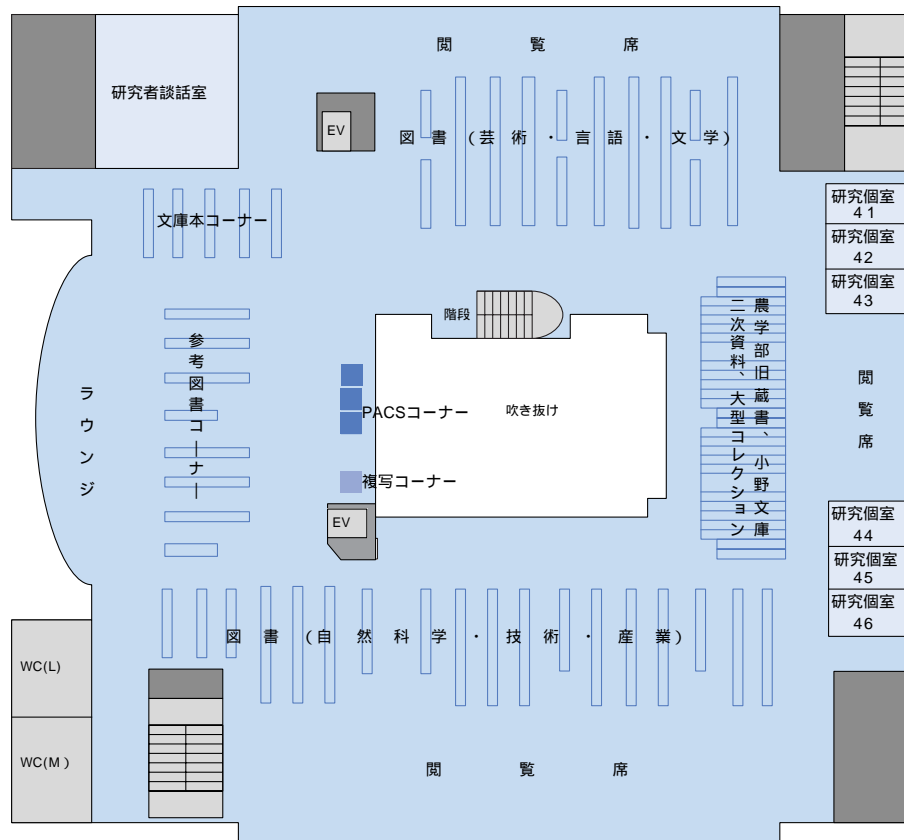 閲覧席
研究者談話室
EV
図書(芸術・言語・文学)
研究個室
41
研究個室
42
研究個室
43
文庫本コーナー
階段
農学部旧蔵書、小野文庫
二次資料、大型コレクション
参考図書コーナー
ラウンジ
PACSコーナー
吹き抜け
閲覧席
複写コーナー
EV
研究個室
44
研究個室
45
研究個室
46
図書(自然科学・技術・産業)
WC(L)
WC(M)
閲覧席